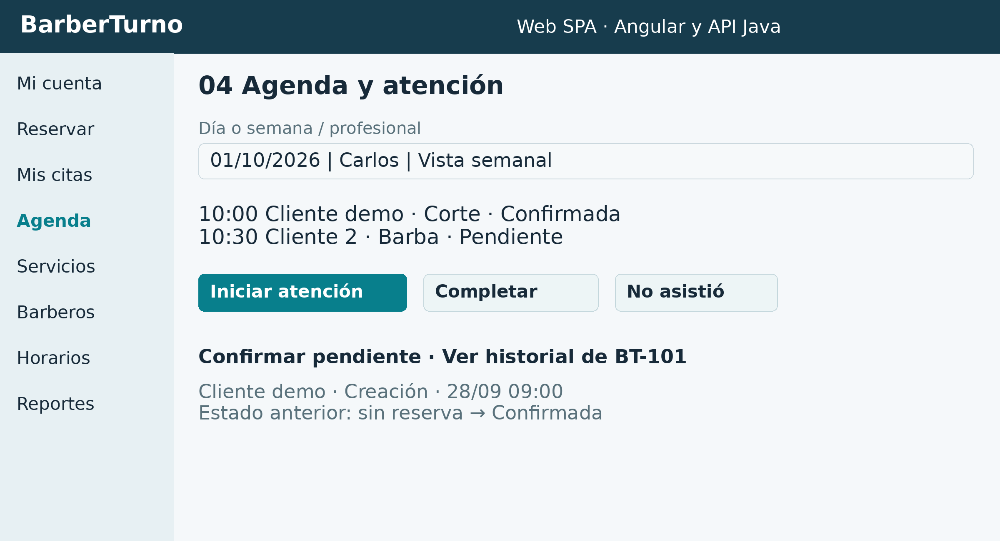 BarberTurno
Web SPA · Angular y API Java
Mi cuenta
Reservar
Mis citas
Agenda
Servicios
Barberos
Horarios
Reportes
04 Agenda y atención
Día o semana / profesional
01/10/2026 | Carlos | Vista semanal
10:00 Cliente demo · Corte · Confirmada
10:30 Cliente 2 · Barba · Pendiente
Iniciar atención
Completar
No asistió
Confirmar pendiente · Ver historial de BT-101
Cliente demo · Creación · 28/09 09:00
Estado anterior: sin reserva → Confirmada